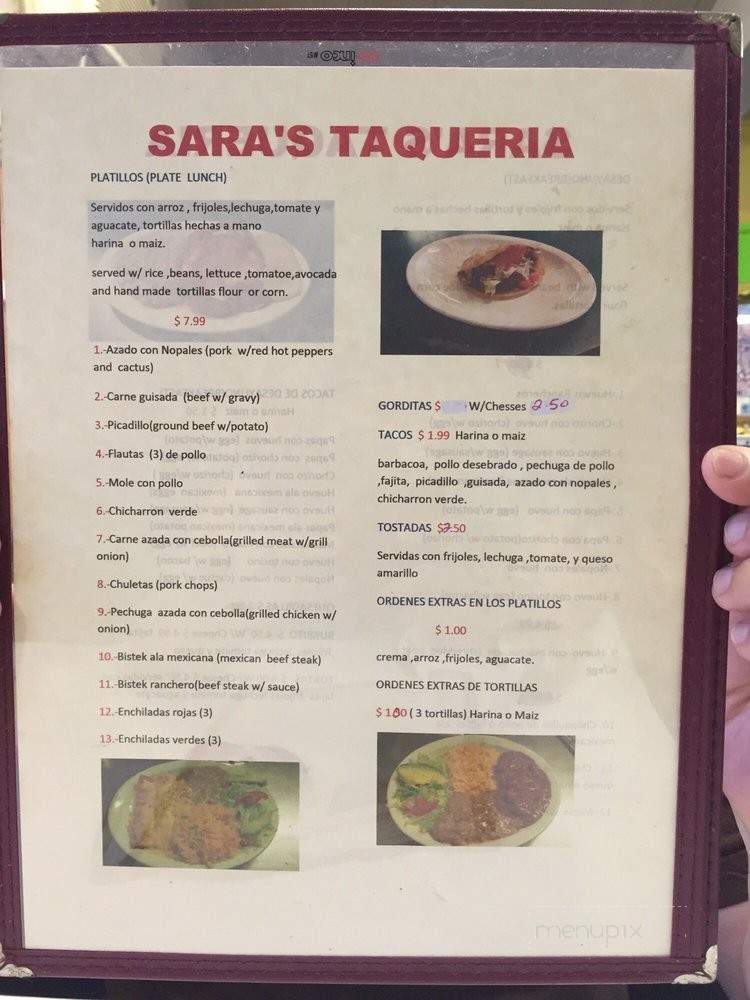 SARA'S TAQUERIA
PLATILLOS (PLATE LUNCH)
Servidos con arroz , frijoles,lechuga,tomate y
aguacate, tortillas hechas a mano
harina o maiz.
served w/ rice ,beans, lettuce ,tomatoe,avocada
and hand made tortillas flour or corn.
$ 7.99
1.-Azado con Nopales (pork w/red hot peppers
and cactus)
2.-Carne guisada (beef w/ gravy)
3.-Picadillo(ground beef w/potato)
4.-Flautas (3) de pollo
5.-Mole con pollo
6.-Chicharron verde
7.-Carne azada con cebolla(grilled meat w/grill
onion)
8.-Chuletas (pork chops)
9.-Pechuga azada con cebolla(grilled chicken w/
onion)
10.-Bistek ala mexicana (mexican beef steak)
11.-Bistek ranchero(beef steak w/ sauce)
12.-Enchiladas rojas (3)
13.-Enchiladas verdes (3)
GORDITAS $ W/Chesses 2.50
TACOS $ 1.99 Harina o maiz
barbacoa, pollo desebrado , pechuga de pollo
,fajita, picadillo ,guisada, azado con nopales ,
chicharron verde.
TOSTADAS $2.50
Servidas con frijoles, lechuga ,tomate, y queso
amarillo
ORDENES EXTRAS EN LOS PLATILLOS
$ 1.00
crema ,arroz ,frijoles, aguacate.
ORDENES EXTRAS DE TORTILLAS
( 3 tortillas) Harina o Maiz
menupix